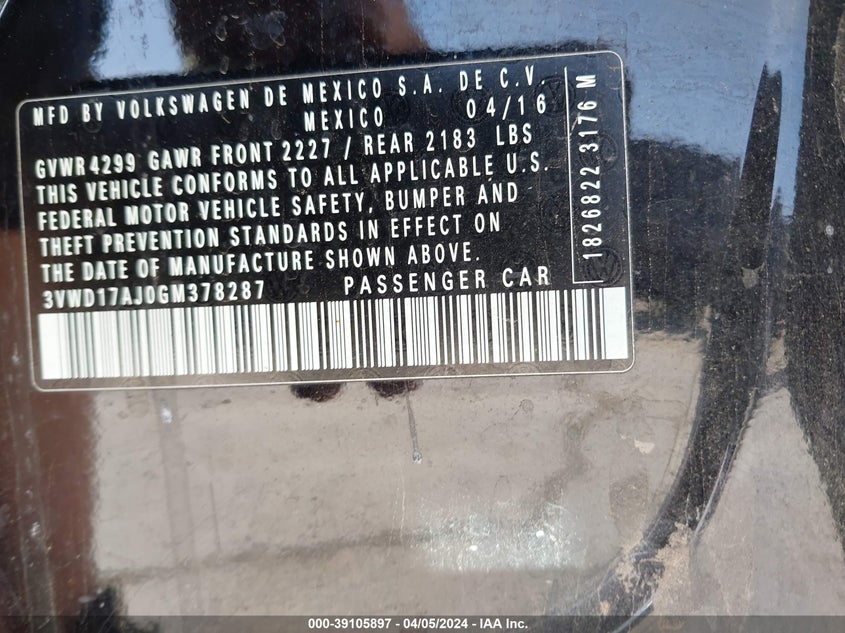 MFD BY VOLKSWAGEN DE MEXICO S.A. DE C.V.
MEXICO 04/16
GVWR 4299 GAWR FRONT 2227 / REAR 2183 LBS
THIS VEHICLE CONFORMS TO ALL APPLICABLE U.S.
FEDERAL MOTOR VEHICLE SAFETY, BUMPER AND
THEFT PREVENTION STANDARDS IN EFFECT ON
THE DATE OF MANUFACTURE SHOWN ABOVE.
3VWD17AJ0GM378287 PASSENGER CAR
1826822 3176 M
000-39105897 - 04/05/2024 - IAA Inc.